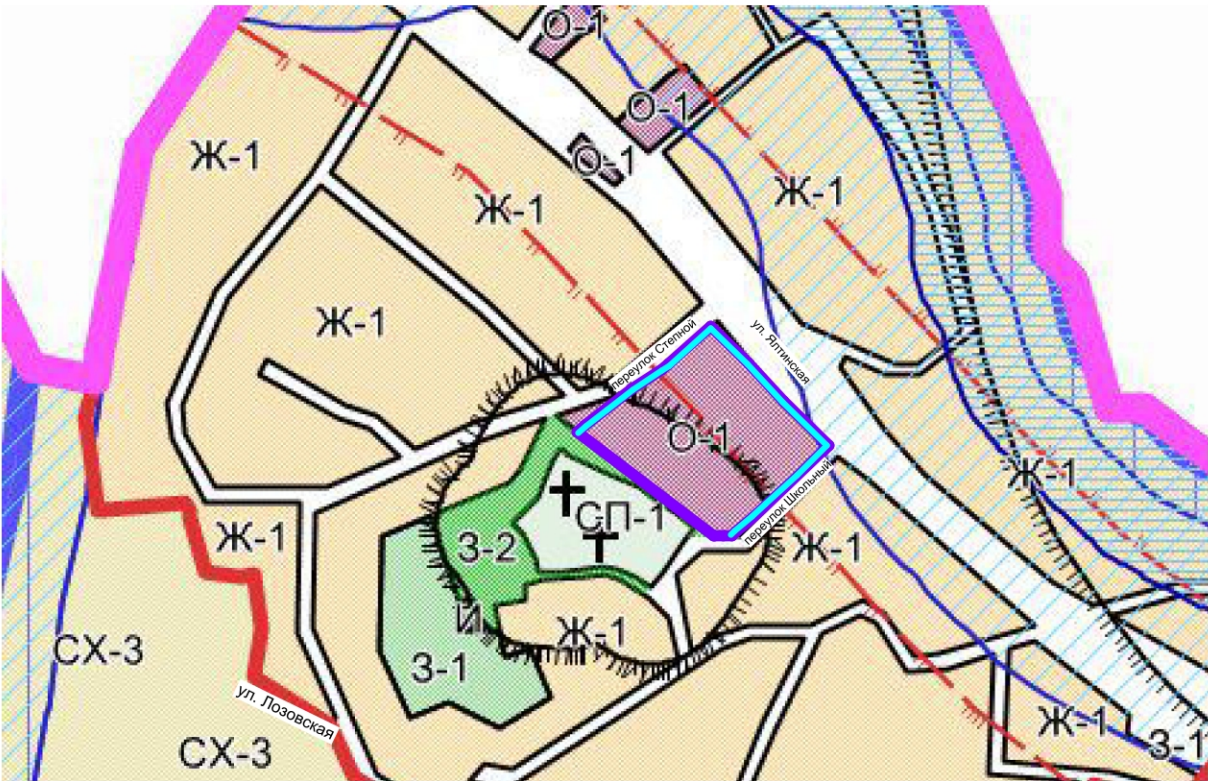 О-1
О-1
О-1
Ж-1
Ж-1
Ж-1
Ж-1
переулок Степной
ул. Ялтинская
О-1
Ж-1
СП-1
переулок Школьный
Ж-1
З-2
Ж-1
И
Ж-1
СХ-3
З-1
ул. Лозовская
Ж-1
З-1
СХ-3